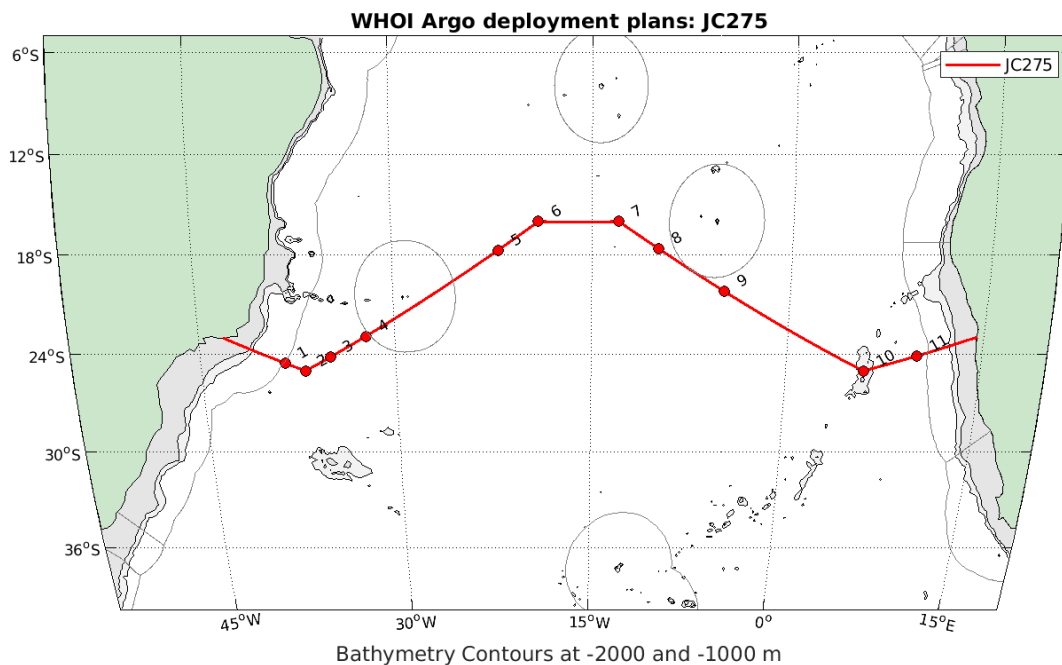 WHOI Argo deployment plans: JC275
6°S
JC275
12°S
18°S
24°S
30°S
36°S
1
2
3
4
5
6
7
8
9
10
11
45°W
30°W
15°W
0°
15°E
Bathymetry Contours at -2000 and -1000 m